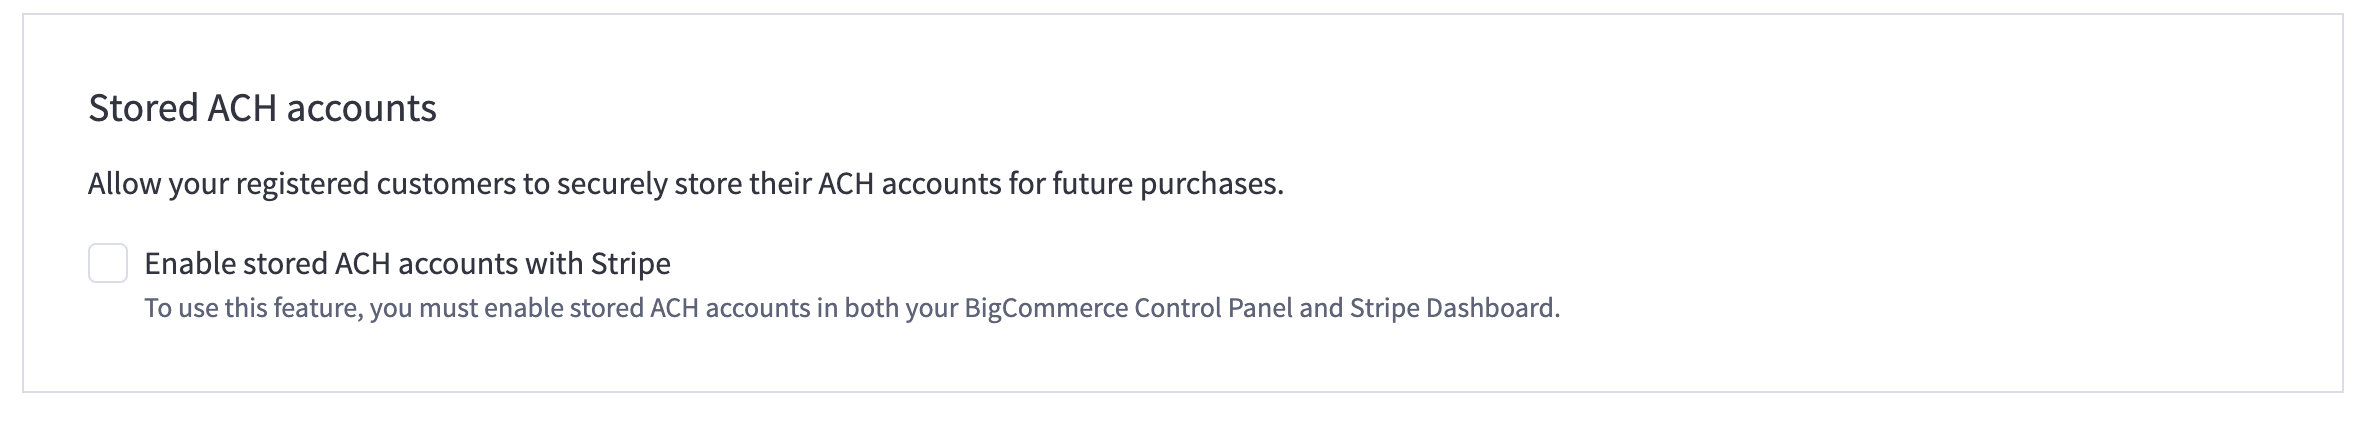 Stored ACH accounts
Allow your registered customers to securely store their ACH accounts for future purchases.
Enable stored ACH accounts with Stripe
To use this feature, you must enable stored ACH accounts in both your BigCommerce Control Panel and Stripe Dashboard.